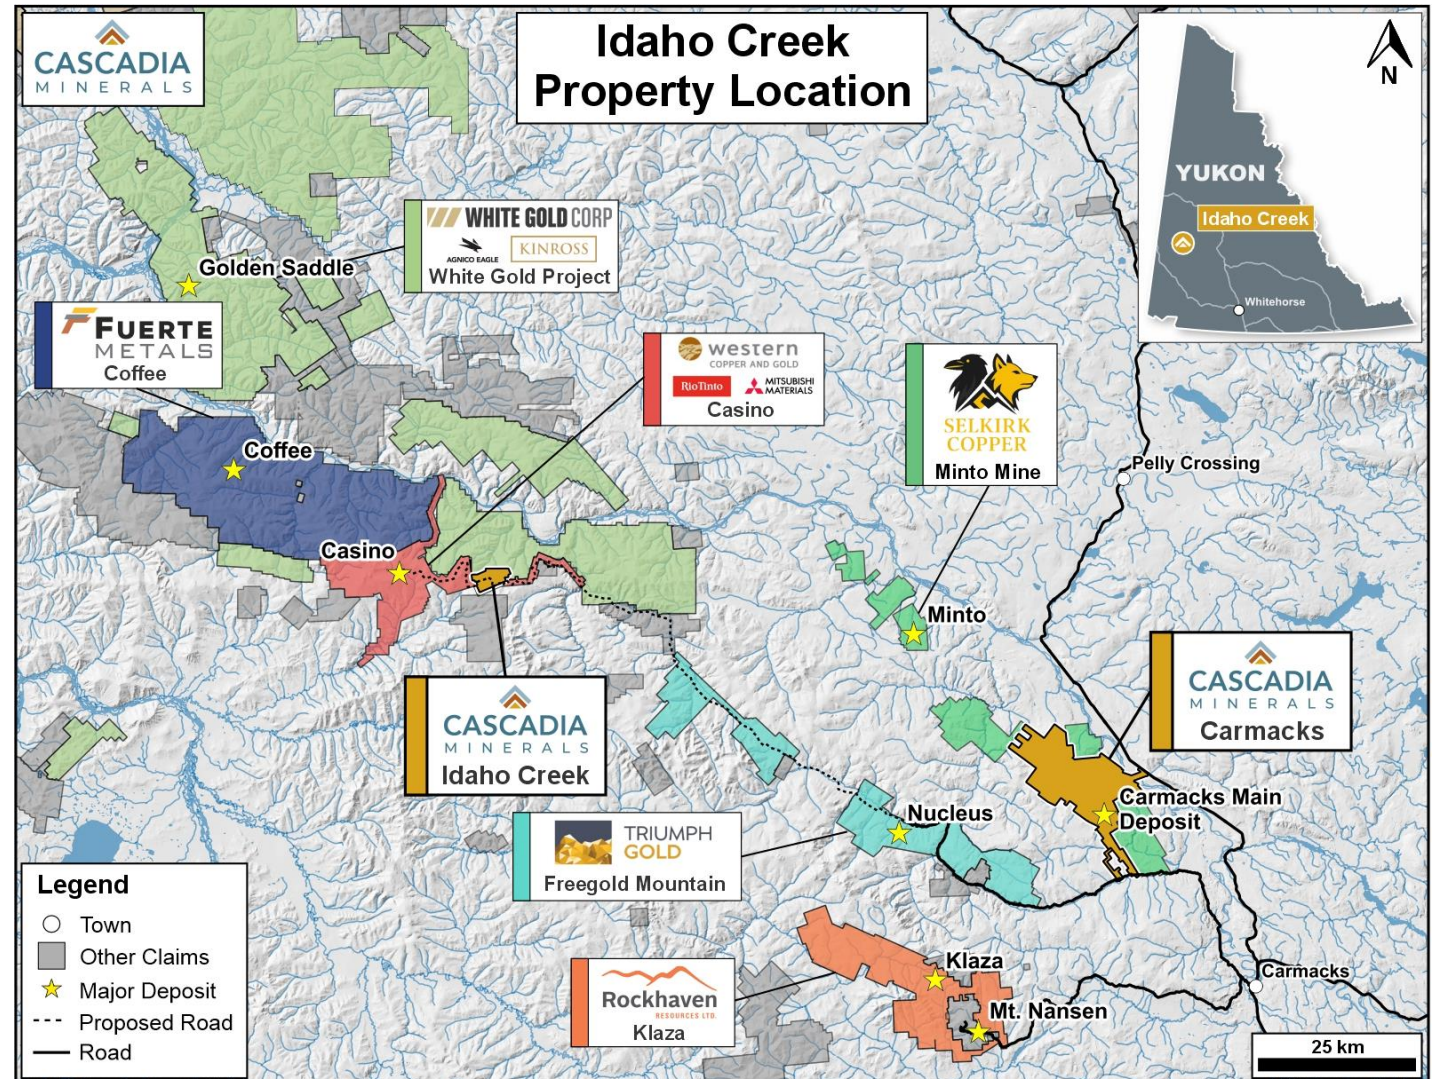 CASCADIA
MINERALS
Idaho Creek
Property Location
N
YUKON
Idaho Creek
Whitehorse
WHITE GOLD CORP
AGNICO EAGLE
KINROSS
White Gold Project
Golden Saddle
FUERTE
METALS
Coffee
western
COPPER AND GOLD
RioTinto
MITSUBISHI
MATERIALS
Casino
SELKIRK
COPPER
Minto Mine
Coffee
Pelly Crossing
Casino
Minto
CASCADIA
MINERALS
Idaho Creek
CASCADIA
MINERALS
Carmacks
Carmacks Main
Deposit
Nucleus
TRIUMPH
GOLD
Freegold Mountain
Legend
Town
Other Claims
Major Deposit
Proposed Road
Road
Rockhaven
RESOURCES LTD.
Klaza
Klaza
Mt. Nansen
Carmacks
25 km